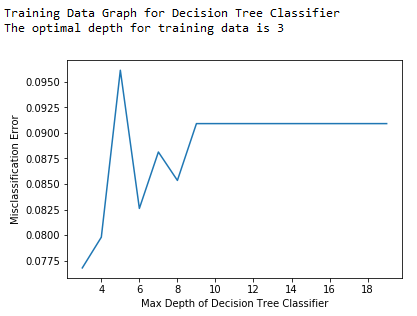 Training Data Graph for Decision Tree Classifier
The optimal depth for training data is 3
0.0950
0.0925
0.0900
0.0875
0.0850
0.0825
0.0800
0.0775
Misclassification Error
4 6 8 10 12 14 16 18
Max Depth of Decision Tree Classifier